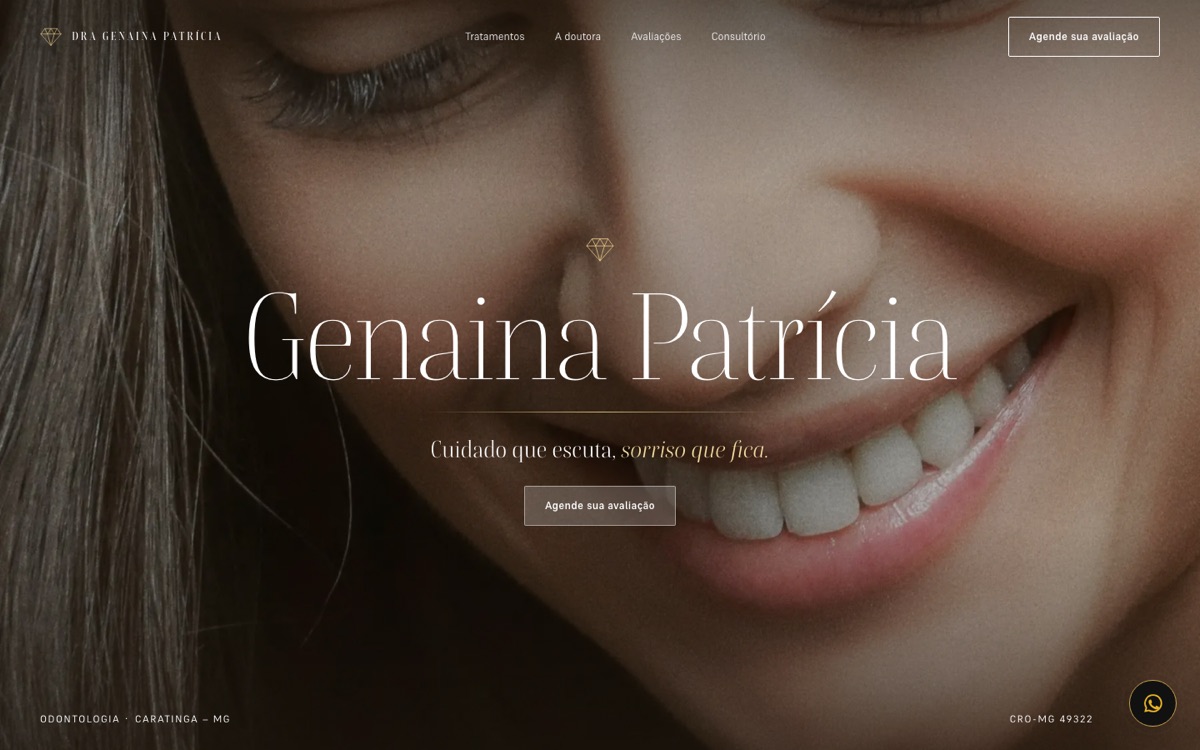 DRA GENAINA PATRÍCIA
Tratamentos
A doutora
Avaliações
Consultório
Agende sua avaliação
Genaina Patrícia
Cuidado que escuta, sorriso que fica.
Agende sua avaliação
ODONTOLOGIA · CARATINGA – MG
CRO-MG 49322